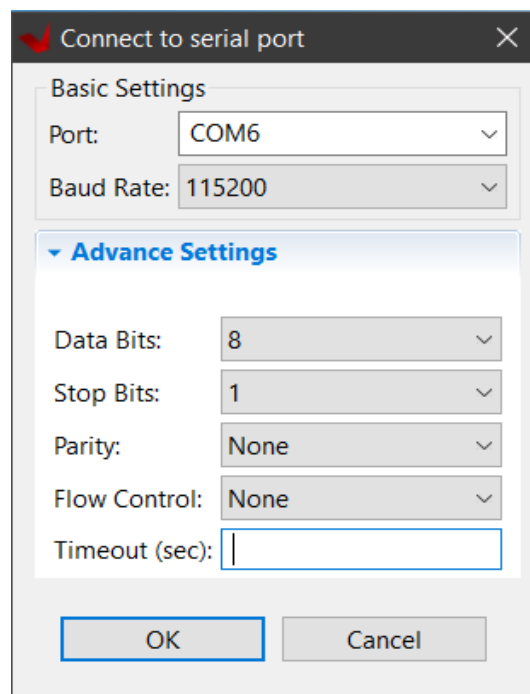 Connect to serial port
Basic Settings
Port: COM6
Baud Rate: 115200
Advance Settings
Data Bits: 8
Stop Bits: 1
Parity: None
Flow Control: None
Timeout (sec):
OK Cancel